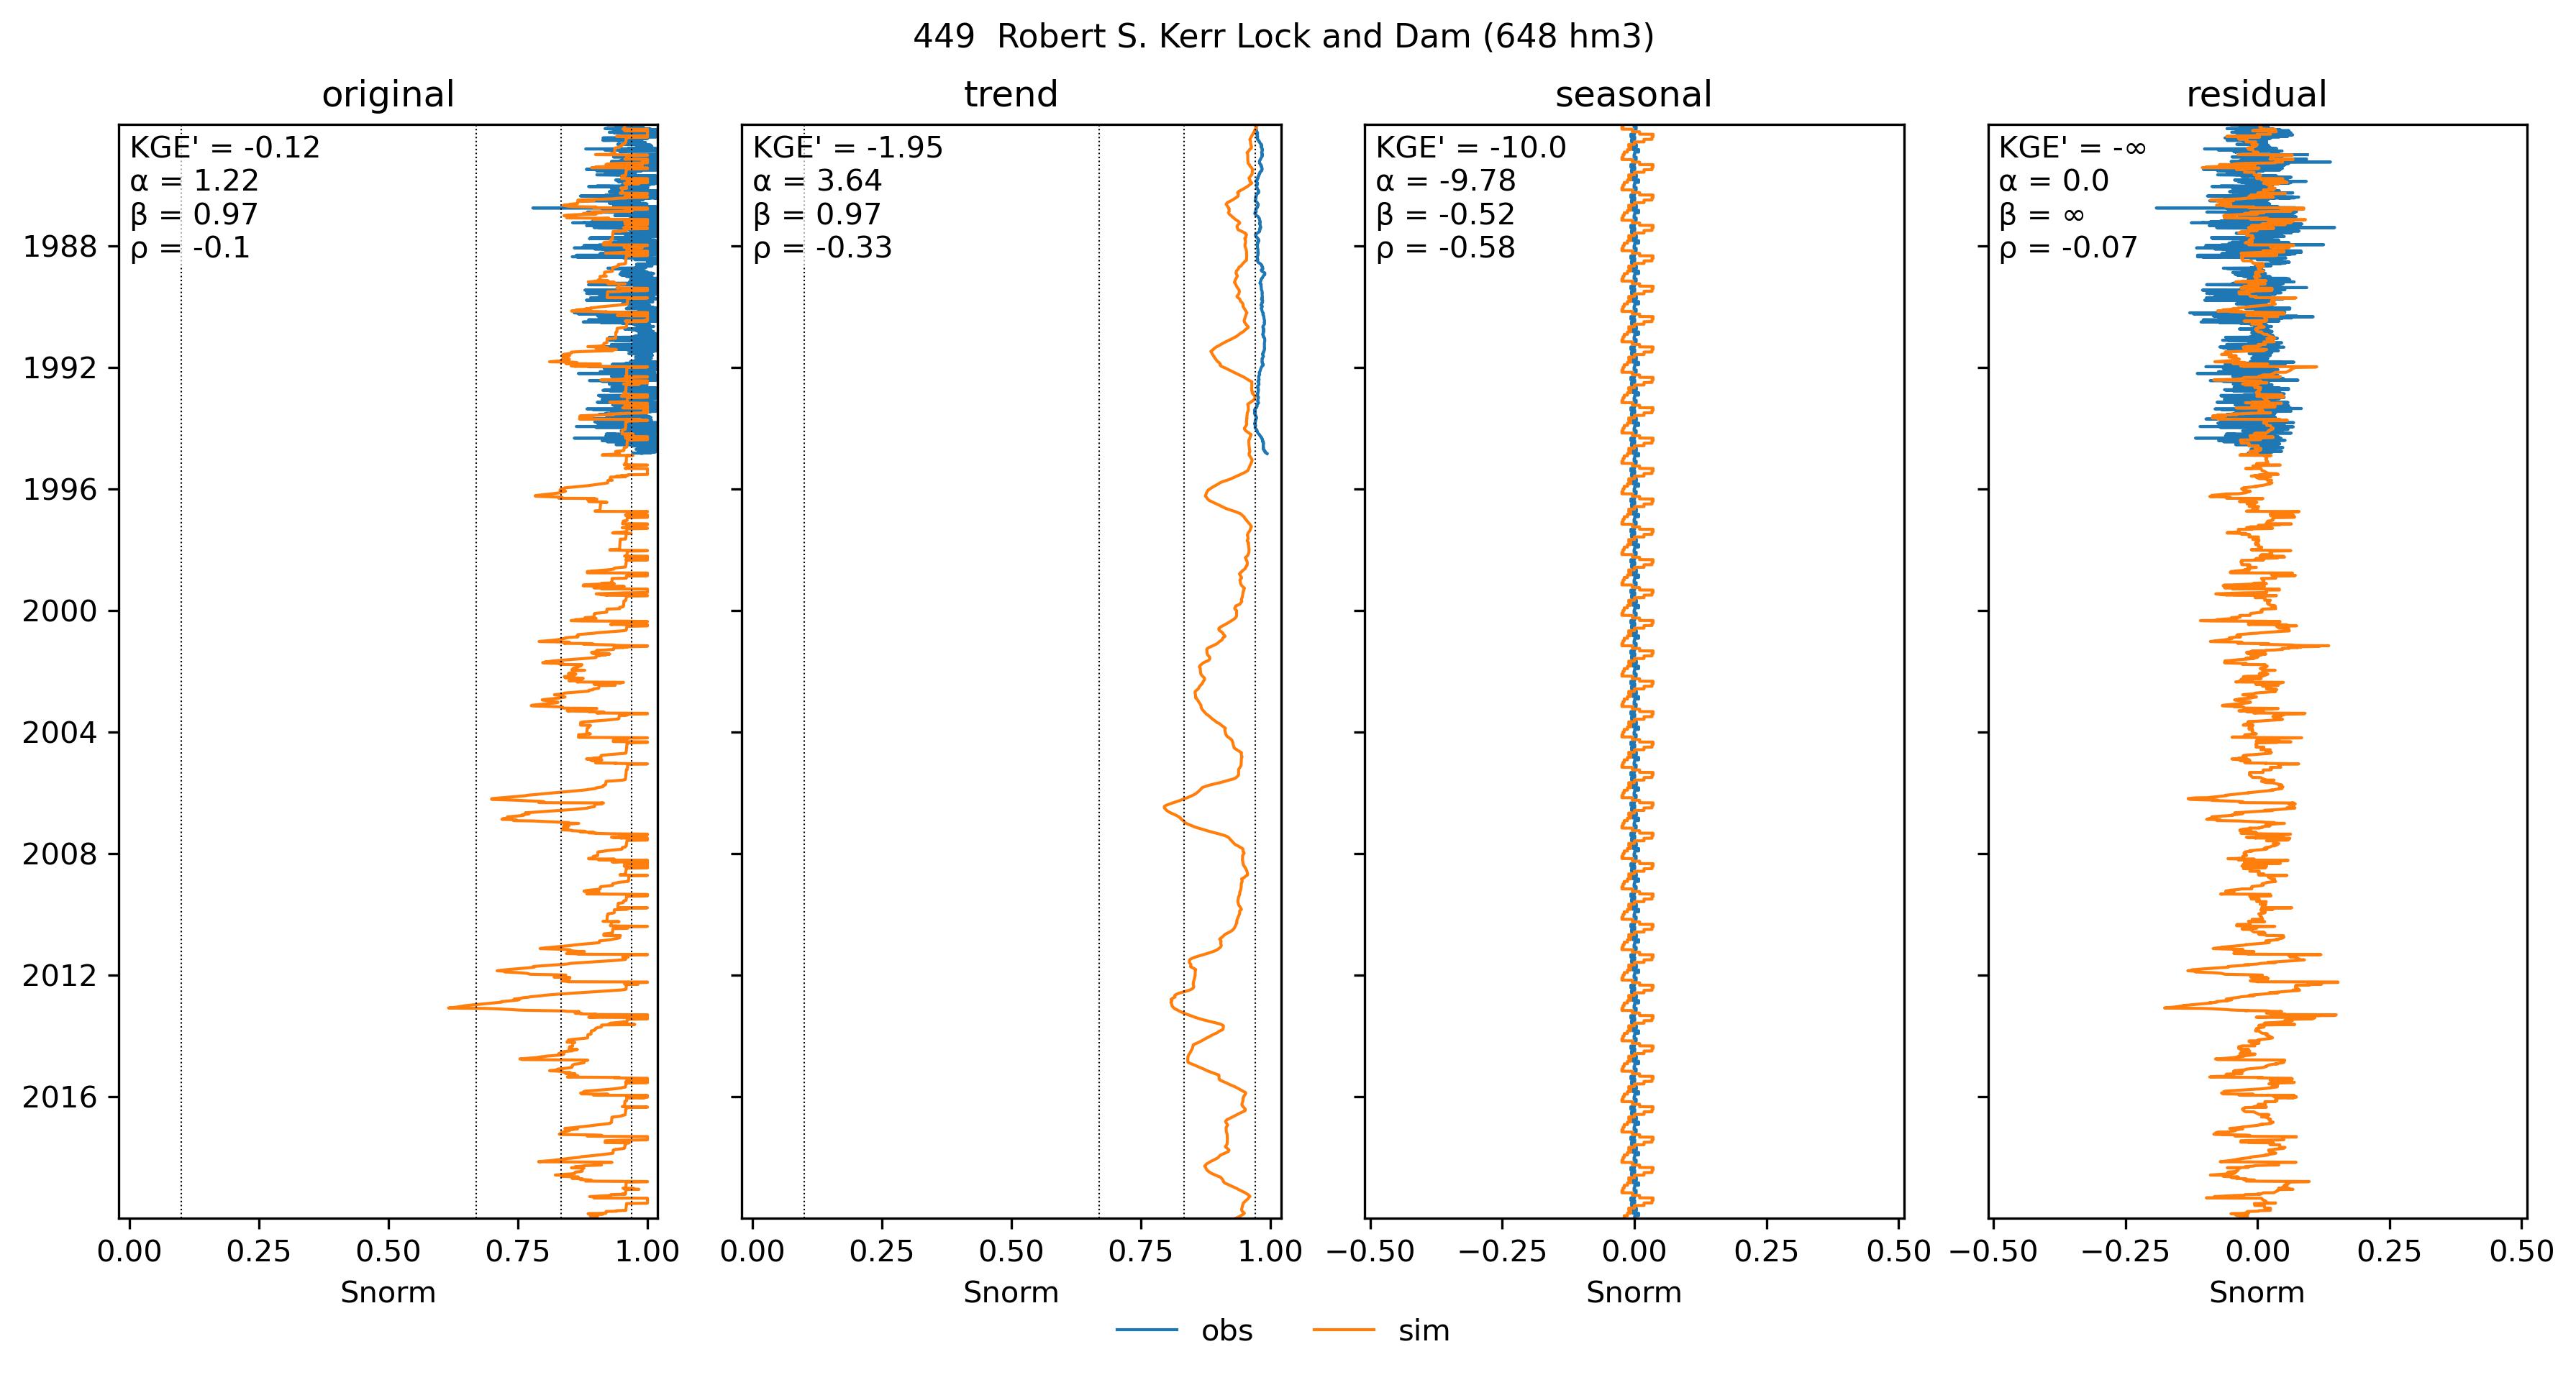 449  Robert S. Kerr Lock and Dam (648 hm3)
original
trend
seasonal
residual
KGE' = -0.12
α = 1.22
β = 0.97
ρ = -0.1
KGE' = -1.95
α = 3.64
β = 0.97
ρ = -0.33
KGE' = -10.0
α = -9.78
β = -0.52
ρ = -0.58
KGE' = -∞
α = 0.0
β = ∞
ρ = -0.07
1988
1992
1996
2000
2004
2008
2012
2016
0.00 0.25 0.50 0.75 1.00
0.00 0.25 0.50 0.75 1.00
−0.50 −0.25 0.00 0.25 0.50
−0.50 −0.25 0.00 0.25 0.50
Snorm
Snorm
Snorm
Snorm
obs
sim